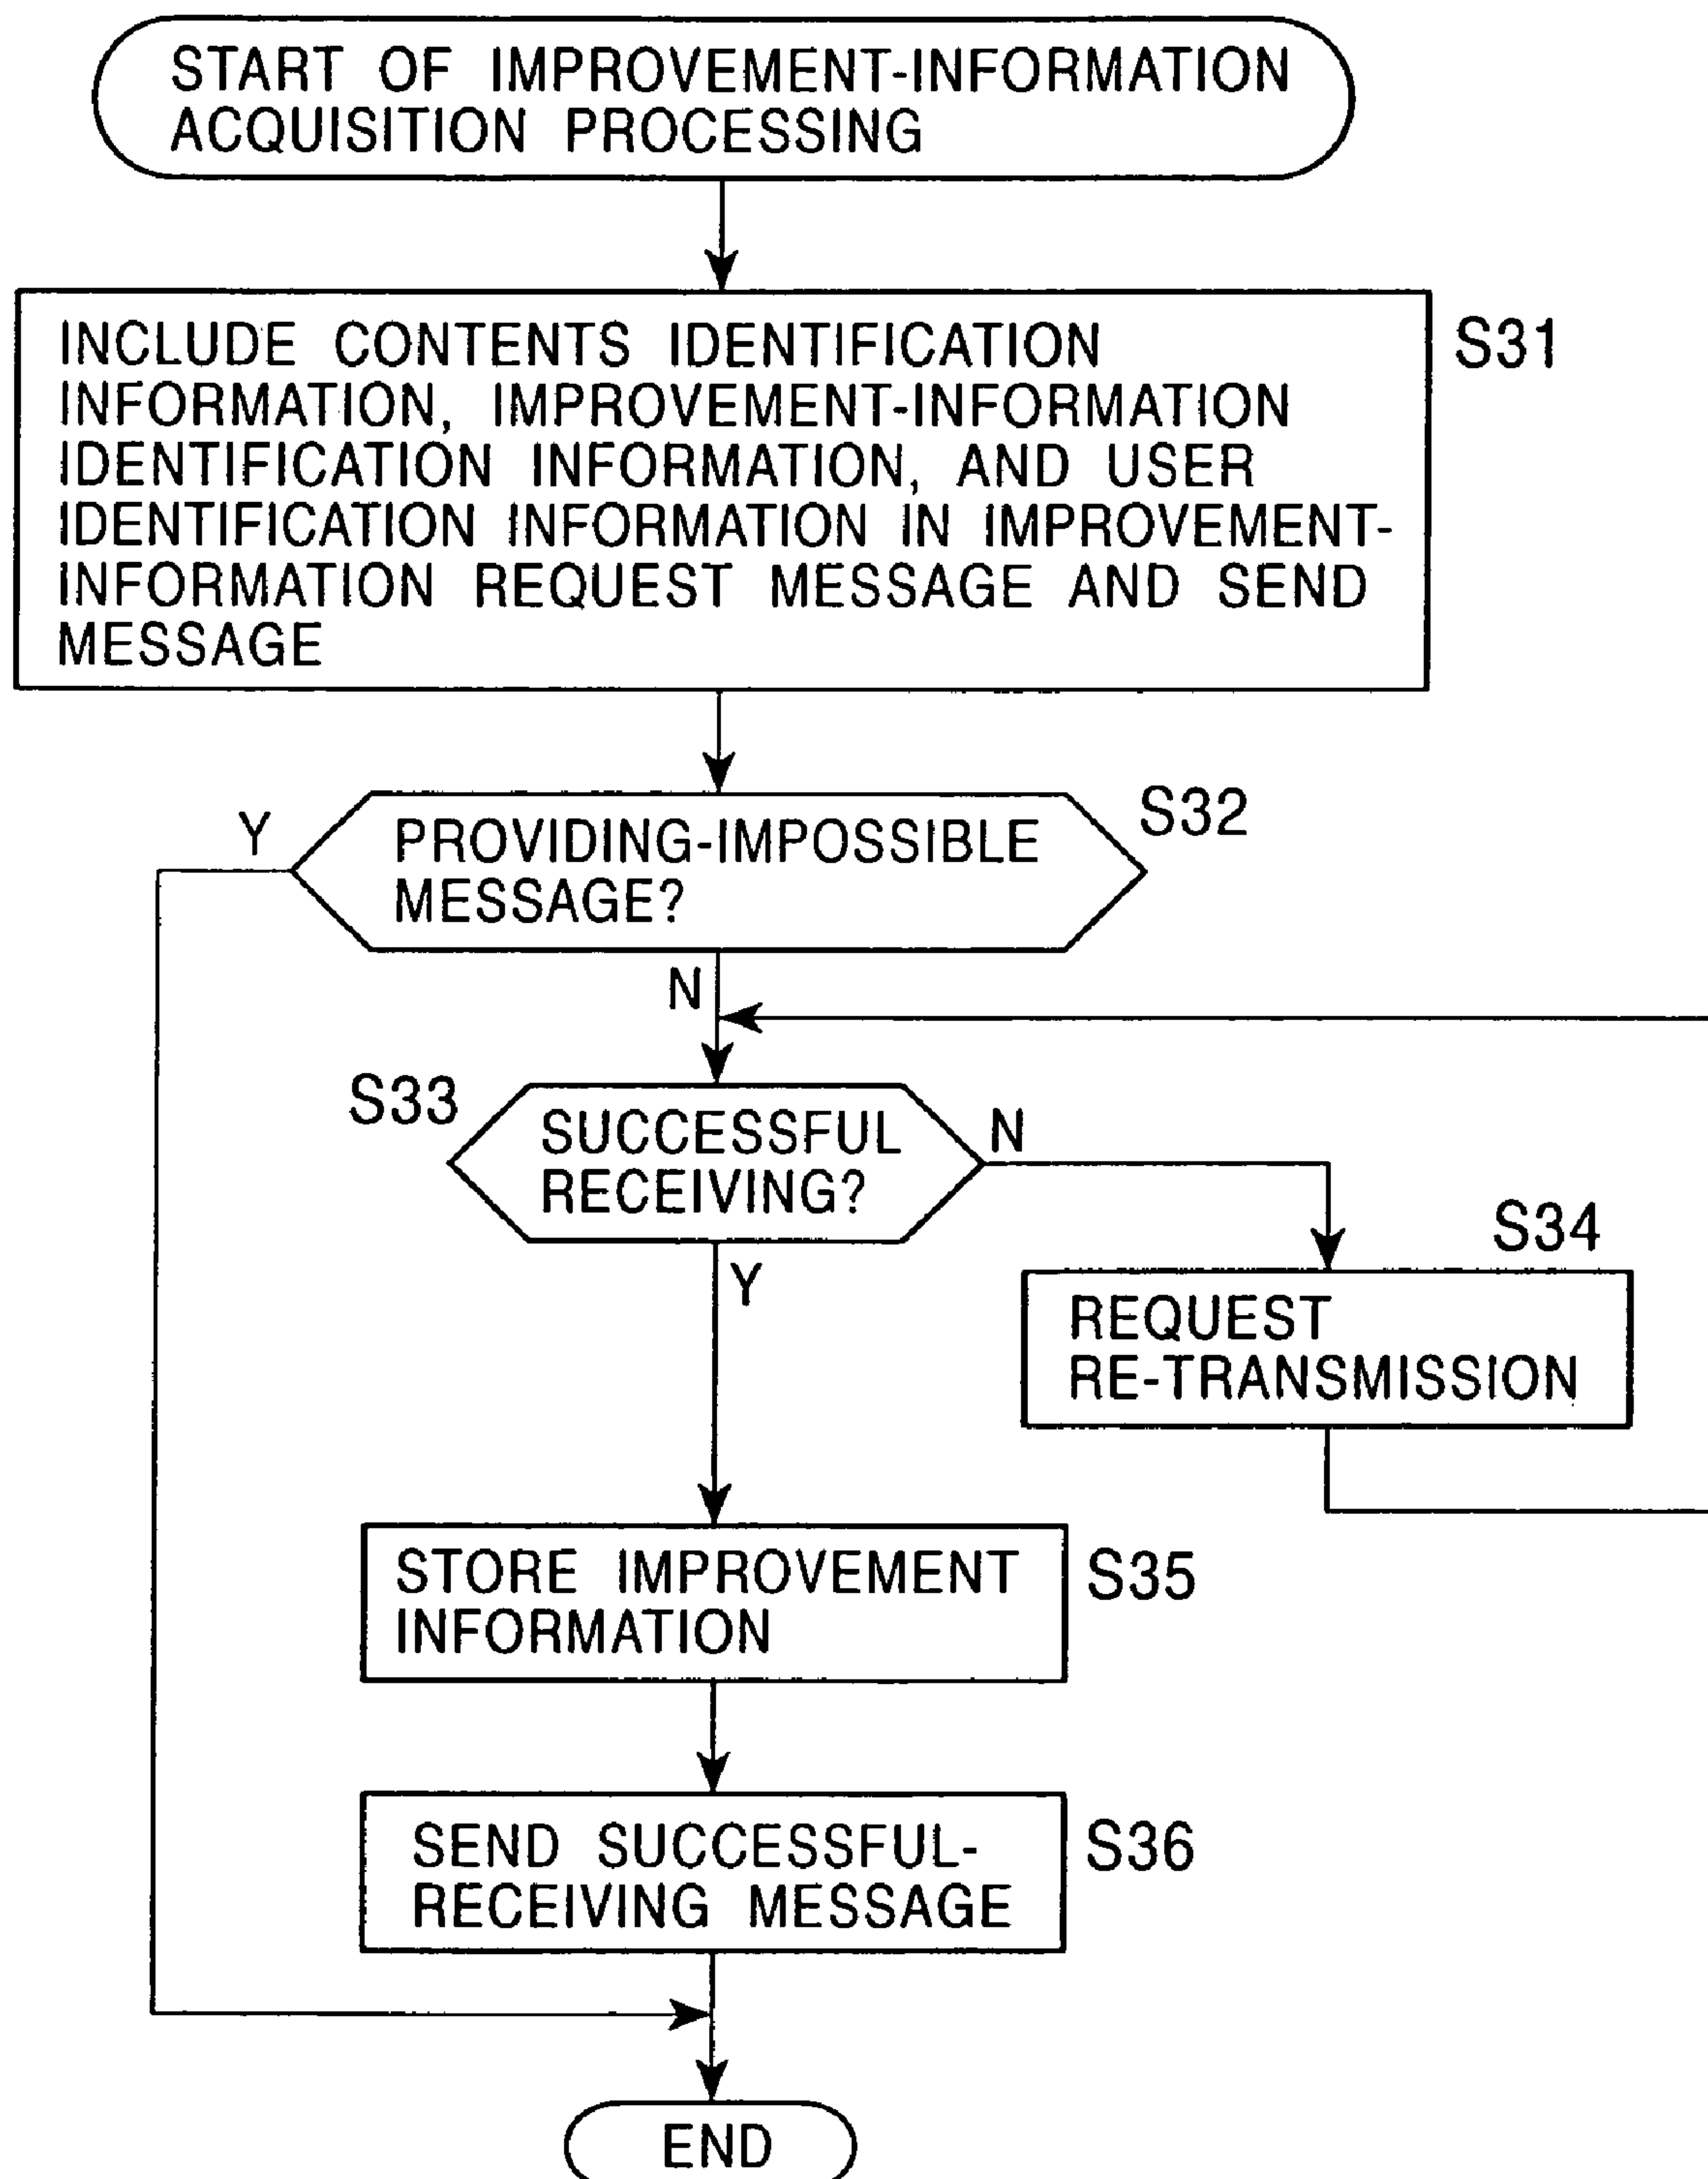 START OF IMPROVEMENT-INFORMATION
ACQUISITION PROCESSING
INCLUDE CONTENTS IDENTIFICATION
INFORMATION, IMPROVEMENT-INFORMATION
IDENTIFICATION INFORMATION, AND USER
IDENTIFICATION INFORMATION IN IMPROVEMENT-
INFORMATION REQUEST MESSAGE AND SEND
MESSAGE
S31
Y
PROVIDING-IMPOSSIBLE
MESSAGE?
S32
N
S33
SUCCESSFUL
RECEIVING?
N
Y
S34
REQUEST
RE-TRANSMISSION
STORE IMPROVEMENT
INFORMATION
S35
SEND SUCCESSFUL-
RECEIVING MESSAGE
S36
END